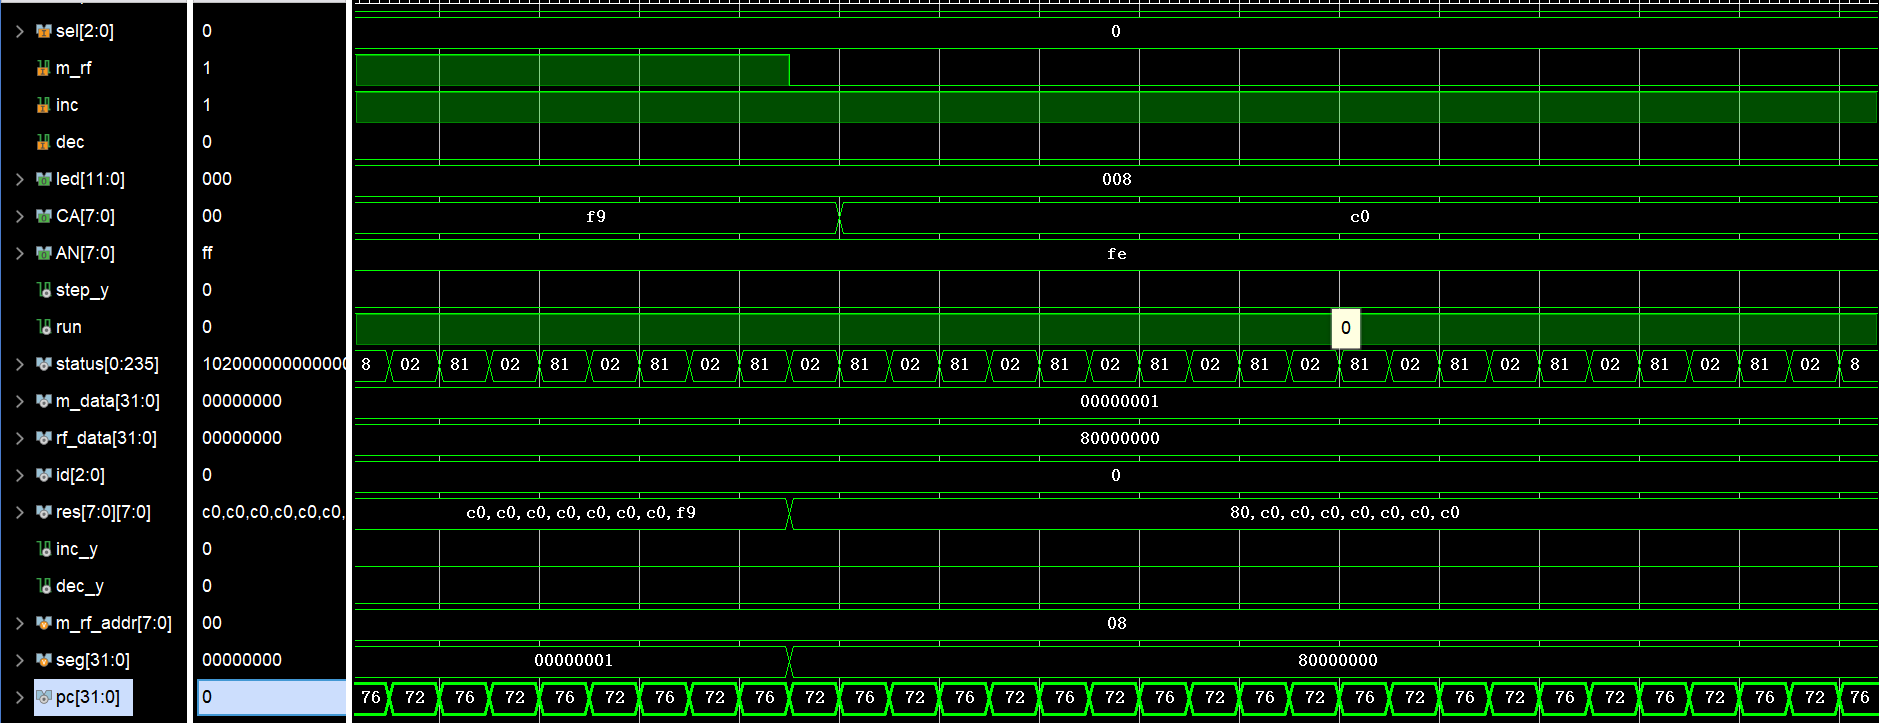 sel[2:0] 0 0
m_rf 1
inc 1
dec 0
led[11:0] 000 008
CA[7:0] 00 f9 c0
AN[7:0] ff fe
step_y 0
run 0 0
status[0:235] 102000000000000 8 02 81 02 81 02 81 02 81 02 81 02 81 02 81 02 81 02 81 02 81 02 81 02 81 02 81 02 81 02 8
m_data[31:0] 00000000 00000001
rf_data[31:0] 00000000 80000000
id[2:0] 0 0
res[7:0][7:0] c0,c0,c0,c0,c0,c0, c0,c0,c0,c0,c0,c0,c0,f9 80,c0,c0,c0,c0,c0,c0,c0
inc_y 0
dec_y 0
m_rf_addr[7:0] 00 08
seg[31:0] 00000000 00000001 80000000
pc[31:0] 0 76 72 76 72 76 72 76 72 76 72 76 72 76 72 76 72 76 72 76 72 76 72 76 72 76 72 76 72 76 72 76